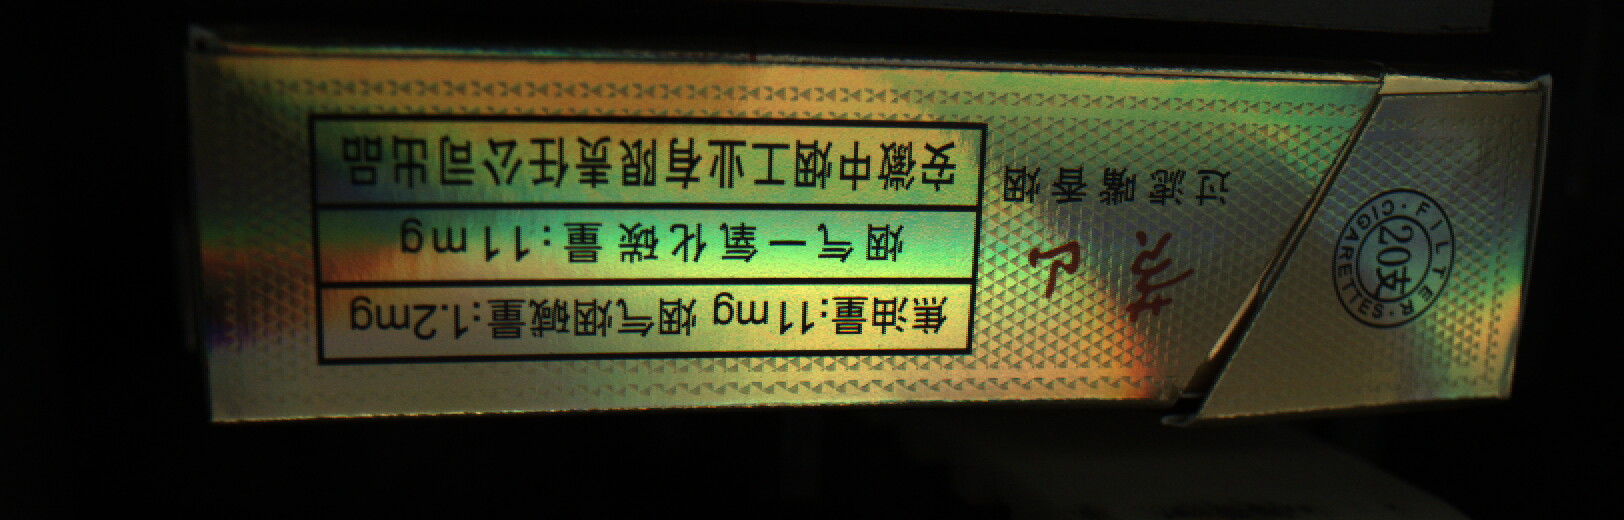 FILTER
20支
CIGARETTES
黄山
过滤嘴香烟
焦油量:11mg 烟气烟碱量:1.2mg
烟气一氧化碳量:11mg
安徽中烟工业有限责任公司出品